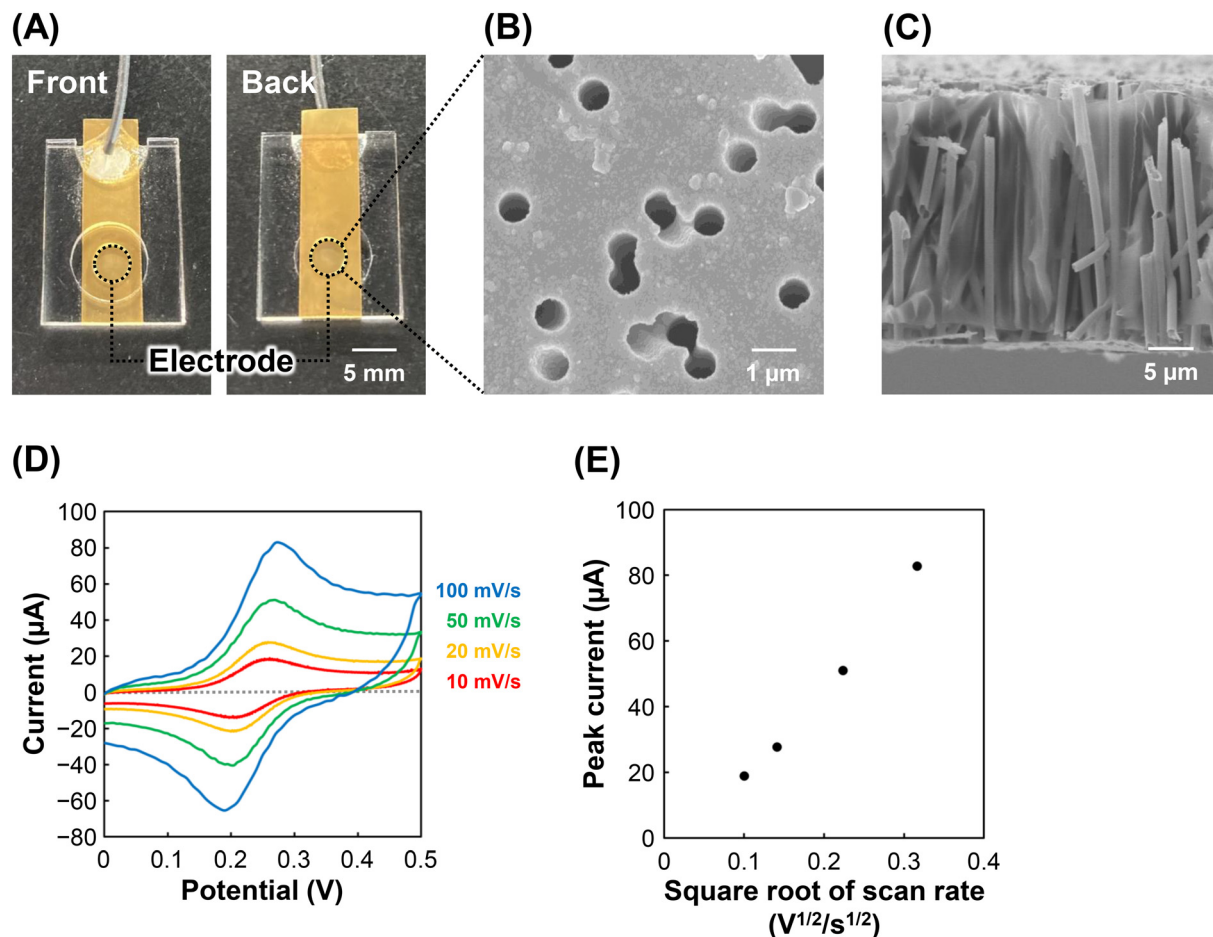 (A)
Front
Back
Electrode
5 mm
(B)
1 µm
(C)
5 µm
(D)
Current (µA)
100
80
60
40
20
0
−20
−40
−60
−80
0 0.1 0.2 0.3 0.4 0.5
Potential (V)
100 mV/s
50 mV/s
20 mV/s
10 mV/s
(E)
Peak current (µA)
100
80
60
40
20
0
0 0.1 0.2 0.3 0.4
Square root of scan rate
(V1/2/s1/2)